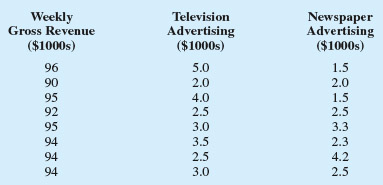 Weekly Television Newspaper
Gross Revenue Advertising Advertising
($1000s) ($1000s) ($1000s)
96 5.0 1.5
90 2.0 2.0
95 4.0 1.5
92 2.5 2.5
95 3.0 3.3
94 3.5 2.3
94 2.5 4.2
94 3.0 2.5